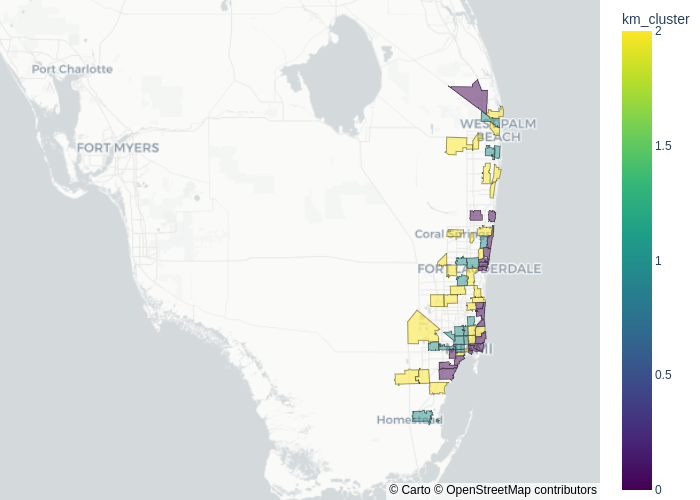 km_cluster
2
Port Charlotte
WEST PALM
BEACH
1.5
FORT MYERS
Coral Springs
1
FORT LAUDERDALE
0.5
Homestead
0
© Carto © OpenStreetMap contributors